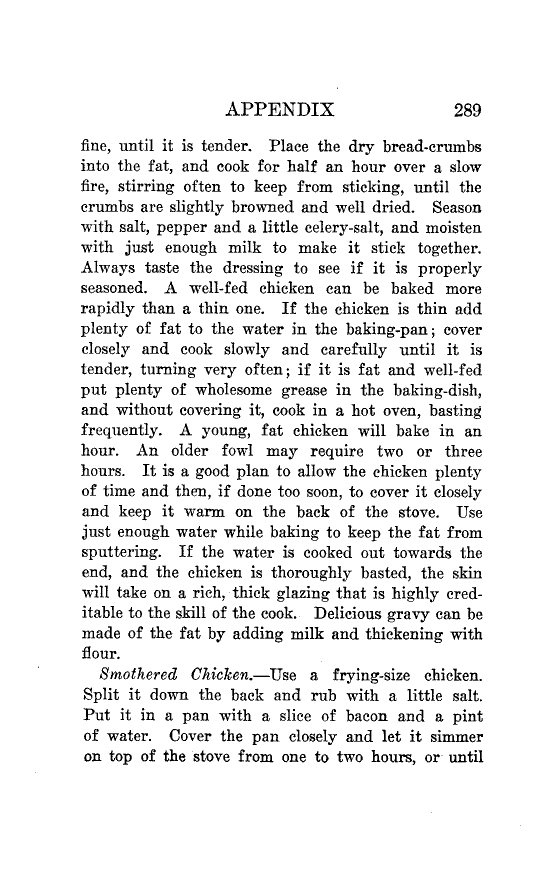 APPENDIX 289
fine, until it is tender. Place the dry bread-crumbs
into the fat, and cook for half an hour over a slow
fire, stirring often to keep from sticking, until the
crumbs are slightly browned and well dried. Season
with salt, pepper and a little celery-salt, and moisten
with just enough milk to make it stick together.
Always taste the dressing to see if it is properly
seasoned. A well-fed chicken can be baked more
rapidly than a thin one. If the chicken is thin add
plenty of fat to the water in the baking-pan; cover
closely and cook slowly and carefully until it is
tender, turning very often; if it is fat and well-fed
put plenty of wholesome grease in the baking-dish,
and without covering it, cook in a hot oven, basting
frequently. A young, fat chicken will bake in an
hour. An older fowl may require two or three
hours. It is a good plan to allow the chicken plenty
of time and then, if done too soon, to cover it closely
and keep it warm on the back of the stove. Use
just enough water while baking to keep the fat from
sputtering. If the water is cooked out towards the
end, and the chicken is thoroughly basted, the skin
will take on a rich, thick glazing that is highly cred-
itable to the skill of the cook. Delicious gravy can be
made of the fat by adding milk and thickening with
flour.
Smothered Chicken.—Use a frying-size chicken.
Split it down the back and rub with a little salt.
Put it in a pan with a slice of bacon and a pint
of water. Cover the pan closely and let it simmer
on top of the stove from one to two hours, or until